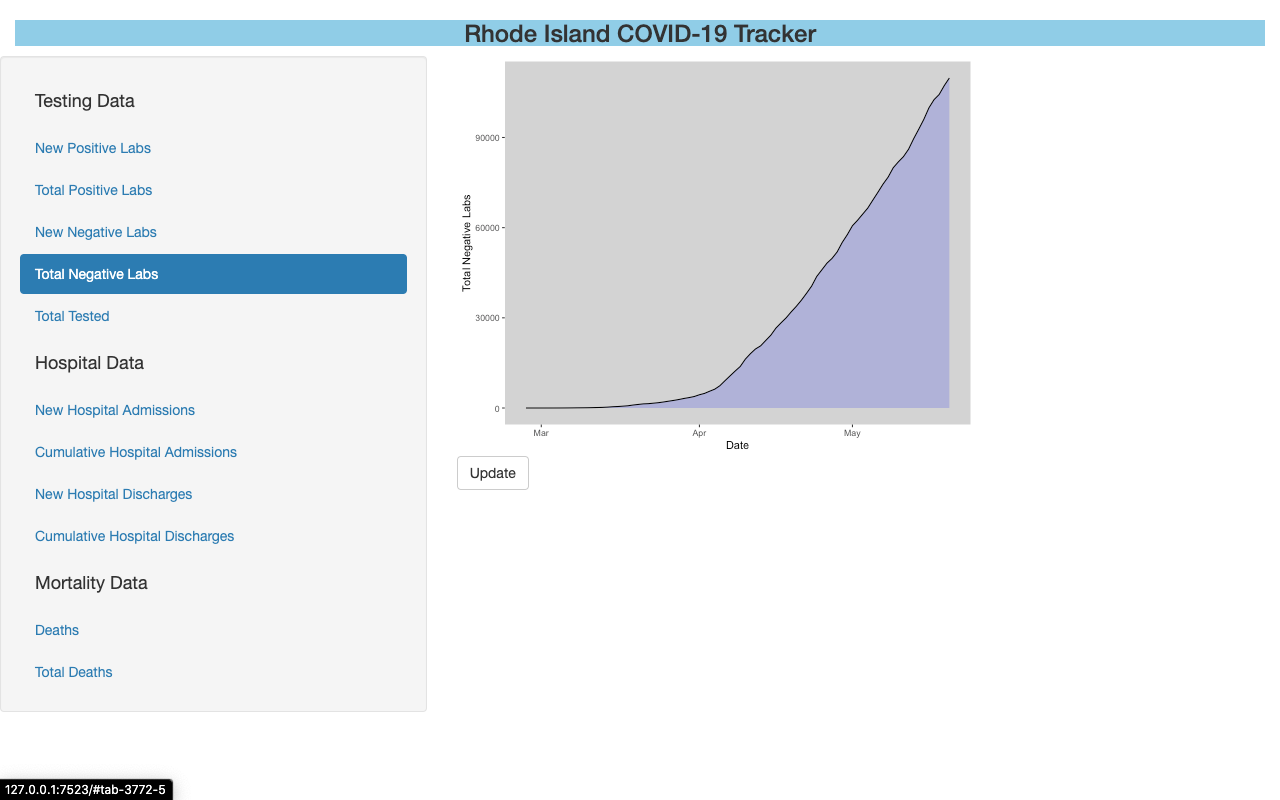 Rhode Island COVID-19 Tracker
Testing Data
New Positive Labs
Total Positive Labs
New Negative Labs
Total Negative Labs
Total Tested
Hospital Data
New Hospital Admissions
Cumulative Hospital Admissions
New Hospital Discharges
Cumulative Hospital Discharges
Mortality Data
Deaths
Total Deaths
Total Negative Labs
90000
60000
30000
0
Mar Apr May
Date
Update
127.0.0.1:7523/#tab-3772-5